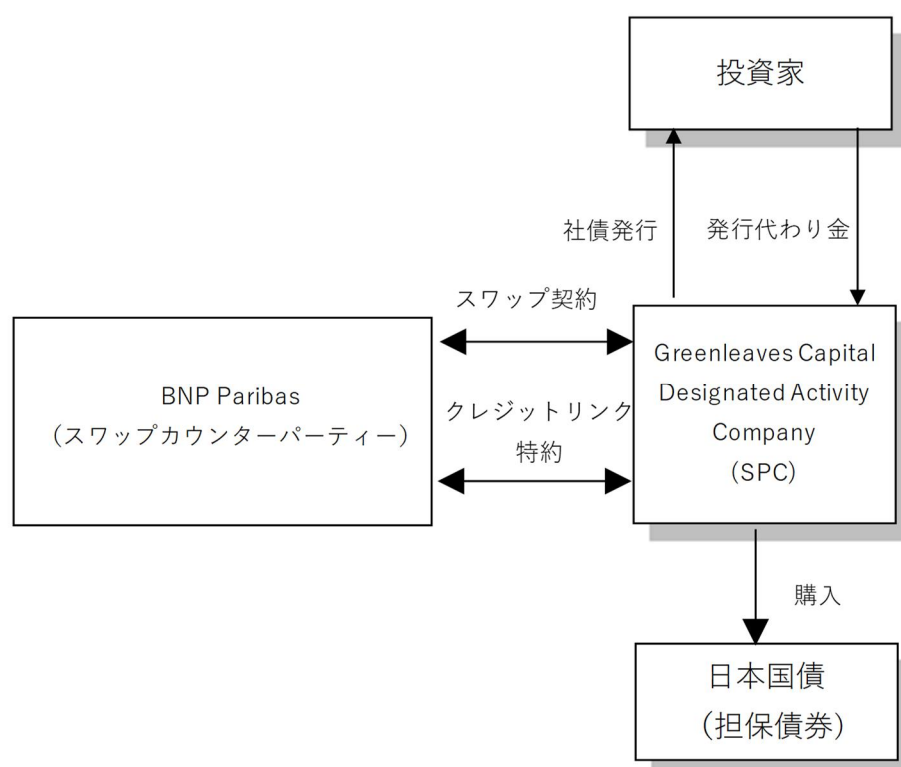 投資家
社債発行
発行代わり金
スワップ契約
BNP Paribas
（スワップカウンターパーティー）
クレジットリンク
特約
Greenleaves Capital
Designated Activity
Company
（SPC）
購入
日本国債
（担保債券）